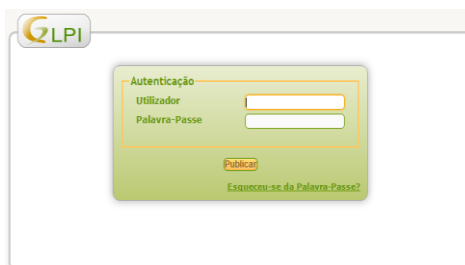 GLPI
Autenticação
Utilizador
Palavra-Passe
Publicar
Esqueceu-se da Palavra-Passe?